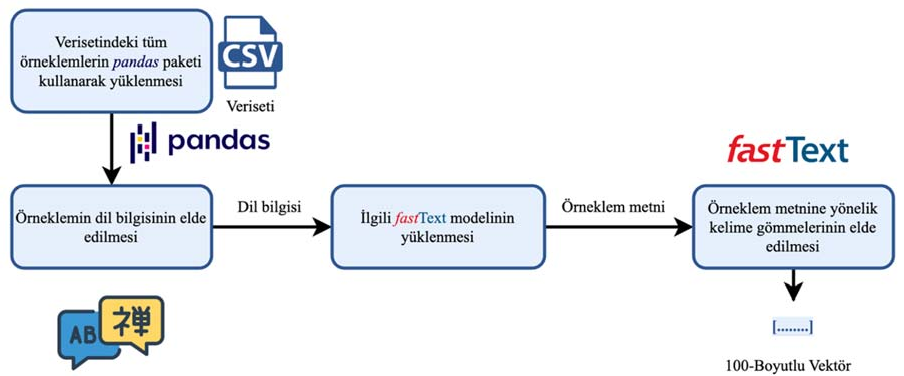 Verisetindeki tüm
örneklemlerin pandas paketi
kullanarak yüklenmesi
CSV
Veriseti
pandas
fastText
Örneklemin dil bilgisinin elde
edilmesi
Dil bilgisi
İlgili fastText modelinin
yüklenmesi
Örneklem metni
Örneklem metnine yönelik
kelime gömmelerinin elde
edilmesi
AB 禅
[........]
100-Boyutlu Vektör